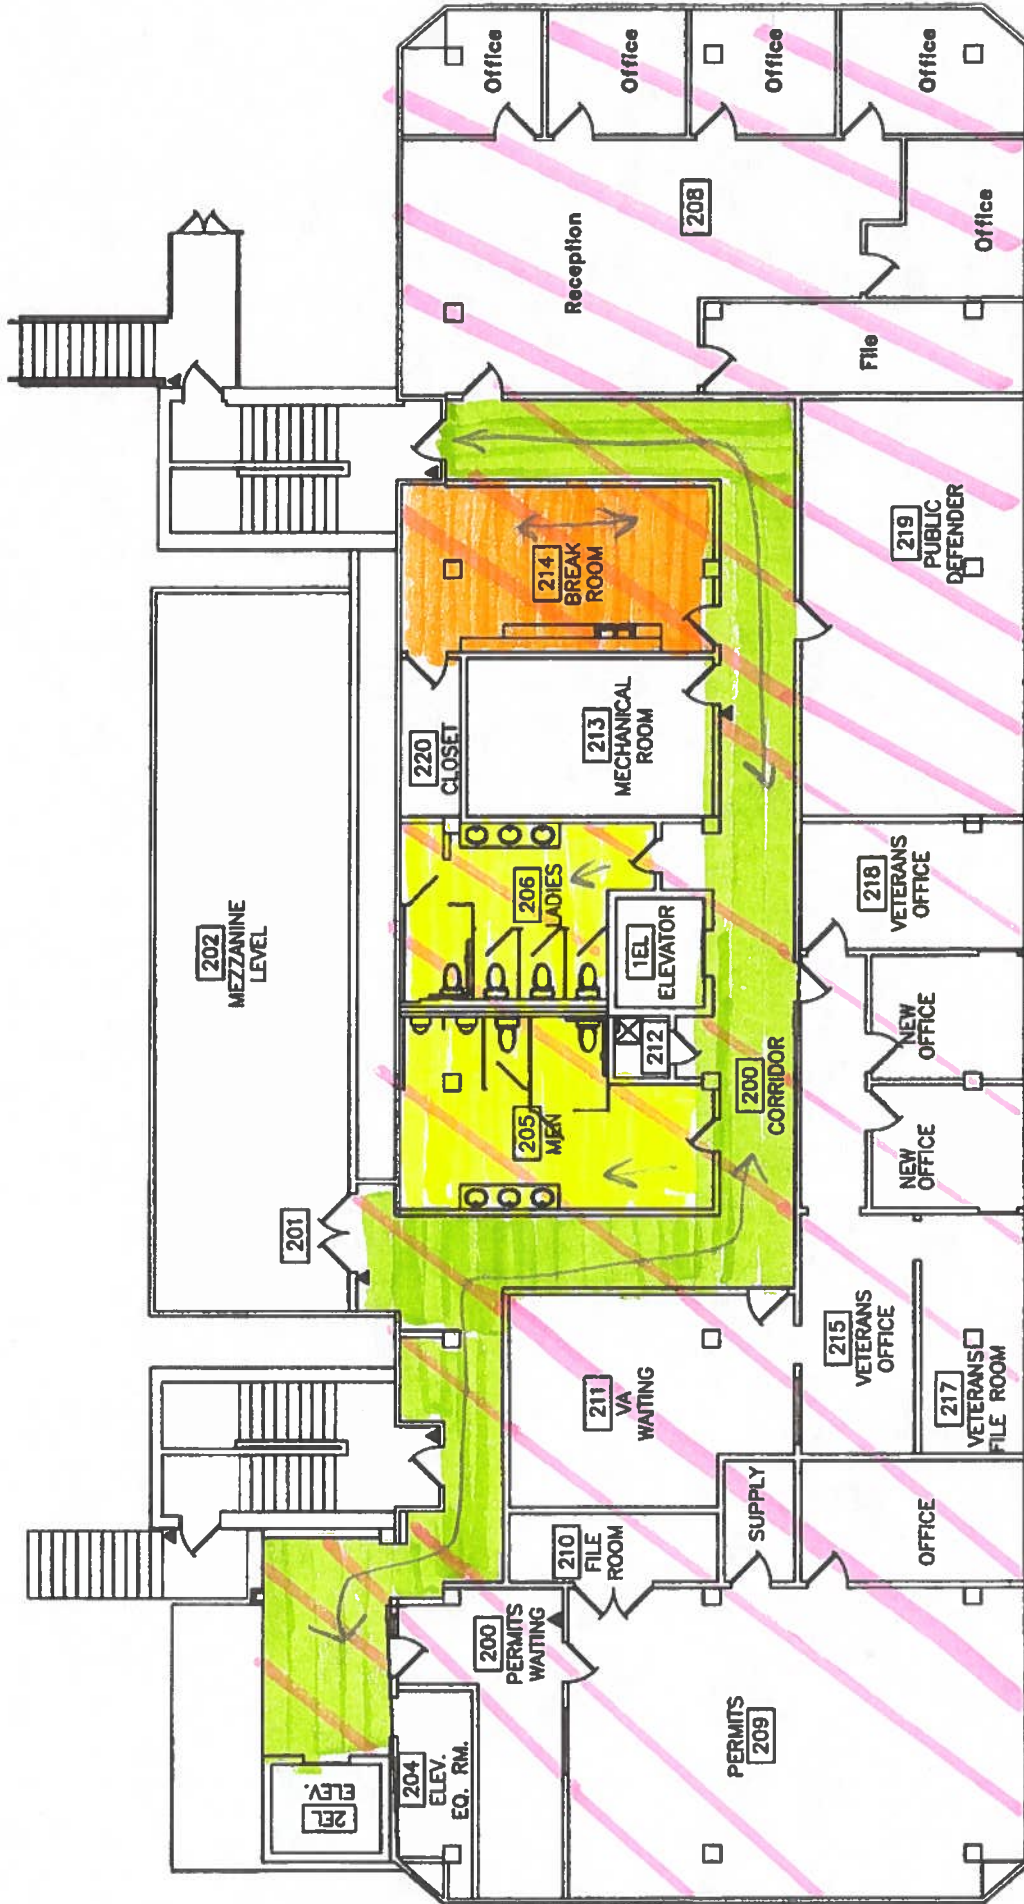 Office
Office
Office
Office
208
Reception
Office
File
214
BREAK
ROOM
219
PUBLIC
DEFENDER
220
CLOSET
213
MECHANICAL
ROOM
202
MEZZANINE
LEVEL
206
LADIES
1EL
ELEVATOR
218
VETERANS
OFFICE
212
205
MEN
200
CORRIDOR
NEW
OFFICE
NEW
OFFICE
201
211
VA
WAITING
215
VETERANS
OFFICE
217
VETERANS
FILE ROOM
SUPPLY
210
FILE
ROOM
OFFICE
200
PERMITS
WAITING
PERMITS
209
204
ELEV.
EQ. RM.
2EL
ELEV.